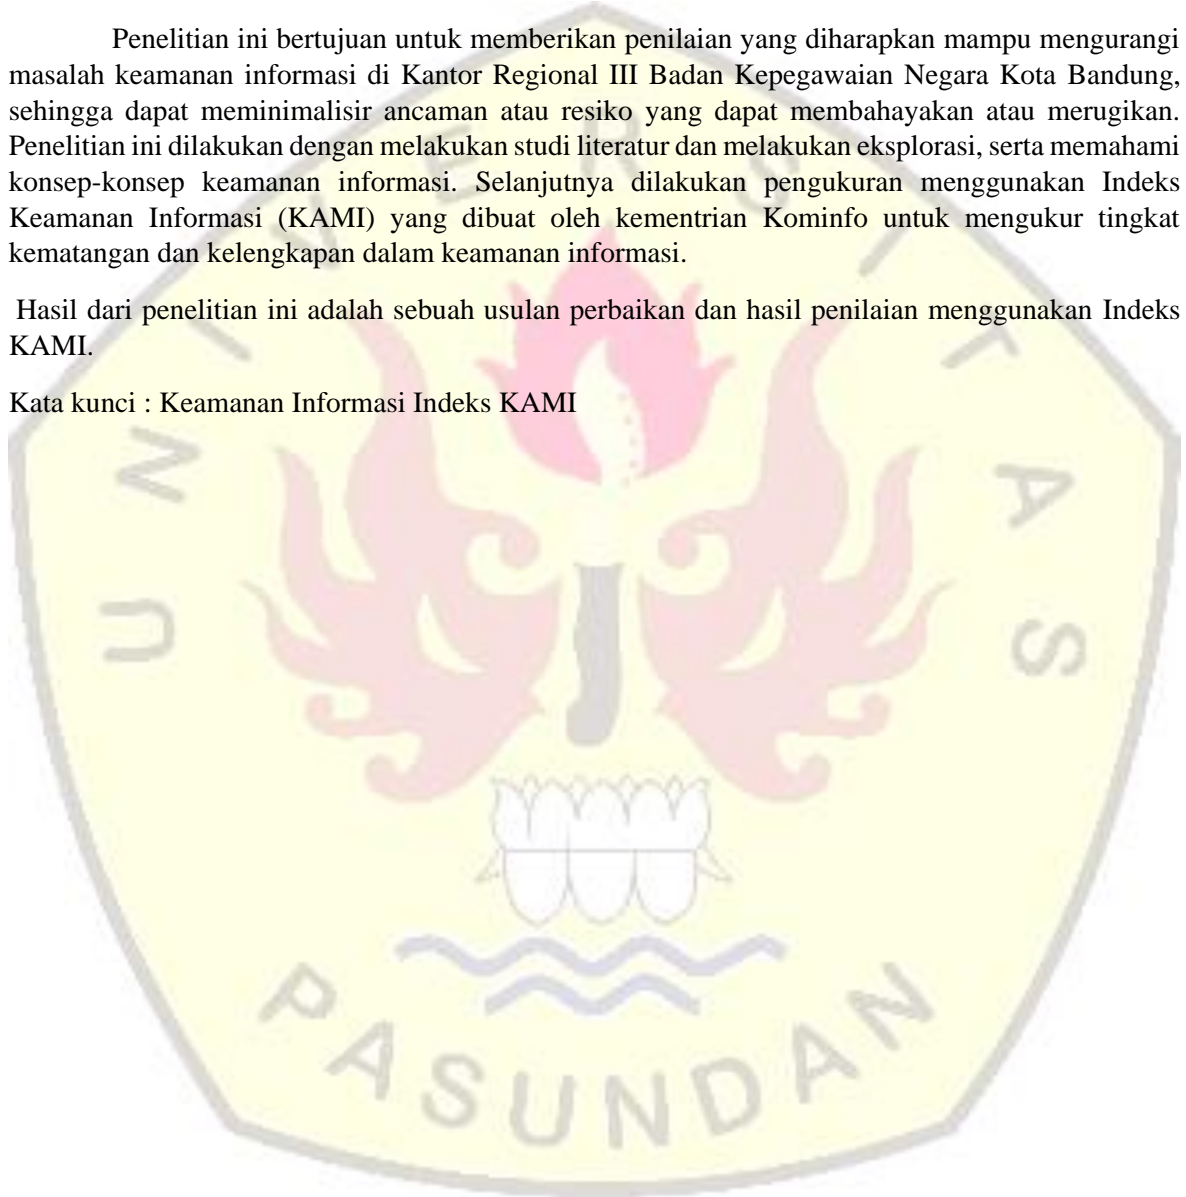 Penelitian ini bertujuan untuk memberikan penilaian yang diharapkan mampu mengurangi
masalah keamanan informasi di Kantor Regional III Badan Kepegawaian Negara Kota Bandung,
sehingga dapat meminimalisir ancaman atau resiko yang dapat membahayakan atau merugikan.
Penelitian ini dilakukan dengan melakukan studi literatur dan melakukan eksplorasi, serta memahami
konsep-konsep keamanan informasi. Selanjutnya dilakukan pengukuran menggunakan Indeks
Keamanan Informasi (KAMI) yang dibuat oleh kementrian Kominfo untuk mengukur tingkat
kematangan dan kelengkapan dalam keamanan informasi.
Hasil dari penelitian ini adalah sebuah usulan perbaikan dan hasil penilaian menggunakan Indeks
KAMI.
Kata kunci : Keamanan Informasi Indeks KAMI
UNIVERSITAS
PASUNDAN